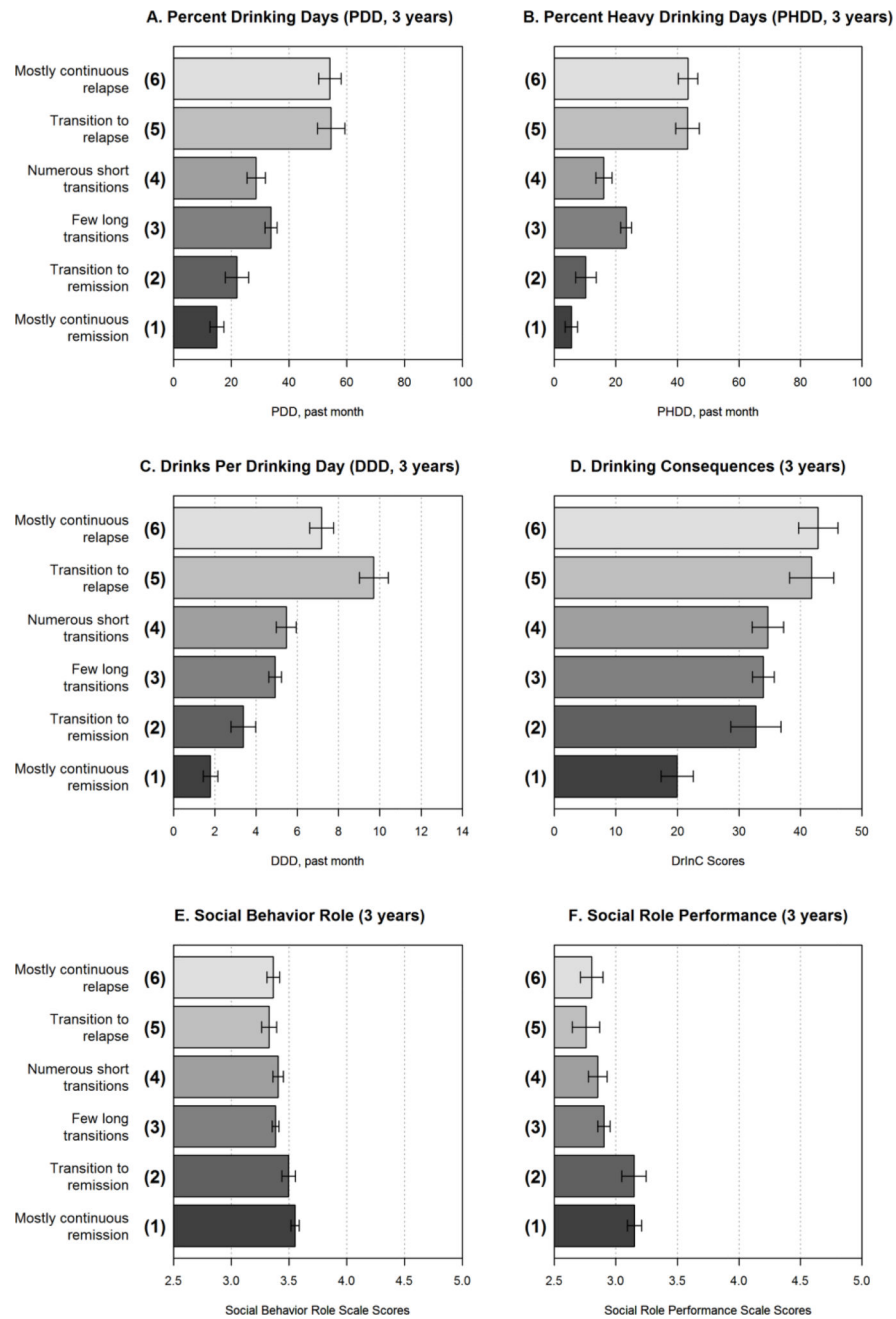 A. Percent Drinking Days (PDD, 3 years)
Mostly continuous
relapse
(6)
Transition to
relapse
(5)
Numerous short
transitions
(4)
Few long
transitions
(3)
Transition to
remission
(2)
Mostly continuous
remission
(1)
0 20 40 60 80 100
PDD, past month
B. Percent Heavy Drinking Days (PHDD, 3 years)
(6)
(5)
(4)
(3)
(2)
(1)
0 20 40 60 80 100
PHDD, past month
C. Drinks Per Drinking Day (DDD, 3 years)
Mostly continuous
relapse
(6)
Transition to
relapse
(5)
Numerous short
transitions
(4)
Few long
transitions
(3)
Transition to
remission
(2)
Mostly continuous
remission
(1)
0 2 4 6 8 10 12 14
DDD, past month
D. Drinking Consequences (3 years)
(6)
(5)
(4)
(3)
(2)
(1)
0 10 20 30 40 50
DrInC Scores
E. Social Behavior Role (3 years)
Mostly continuous
relapse
(6)
Transition to
relapse
(5)
Numerous short
transitions
(4)
Few long
transitions
(3)
Transition to
remission
(2)
Mostly continuous
remission
(1)
2.5 3.0 3.5 4.0 4.5 5.0
Social Behavior Role Scale Scores
F. Social Role Performance (3 years)
(6)
(5)
(4)
(3)
(2)
(1)
2.5 3.0 3.5 4.0 4.5 5.0
Social Role Performance Scale Scores